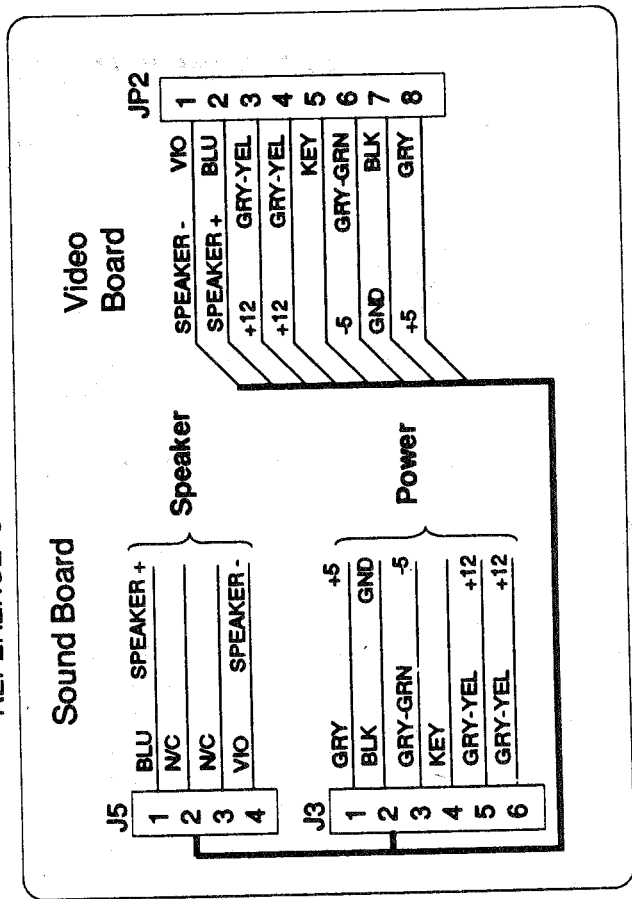 Sound Board
J5
1 BLU SPEAKER +
2 N/C
3 N/C
4 VIO SPEAKER -
Speaker
J3
1 GRY +5
2 BLK GND
3 GRY-GRN -5
4 KEY
5 GRY-YEL +12
6 GRY-YEL +12
Power
Video
Board
JP2
SPEAKER - VIO 1
SPEAKER + BLU 2
+12 GRY-YEL 3
+12 GRY-YEL 4
KEY 5
-5 GRY-GRN 6
GND BLK 7
+5 GRY 8